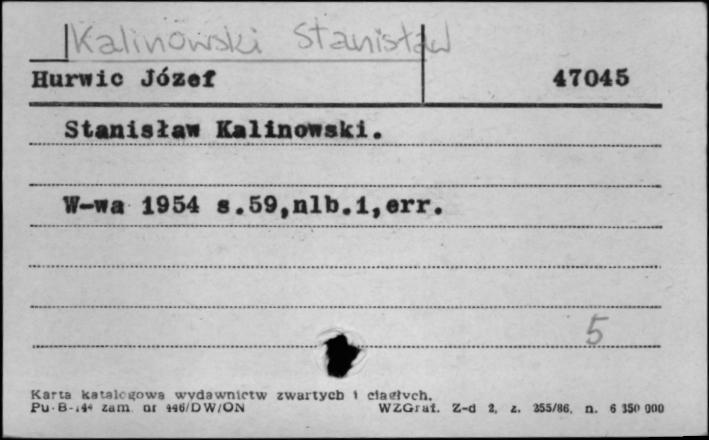 Kalinowski Stanisław
Hurwic Józef 47045
Stanisław Kalinowski.
W-wa 1954 s.59,nlb.1,err.
5
Karta katalogowa wydawnictw zwartych i ciągłych.
Pu-B-144 zam. nr 446/DW/ON WZGraf. Z-d 2, z. 355/86, n. 6 350 000